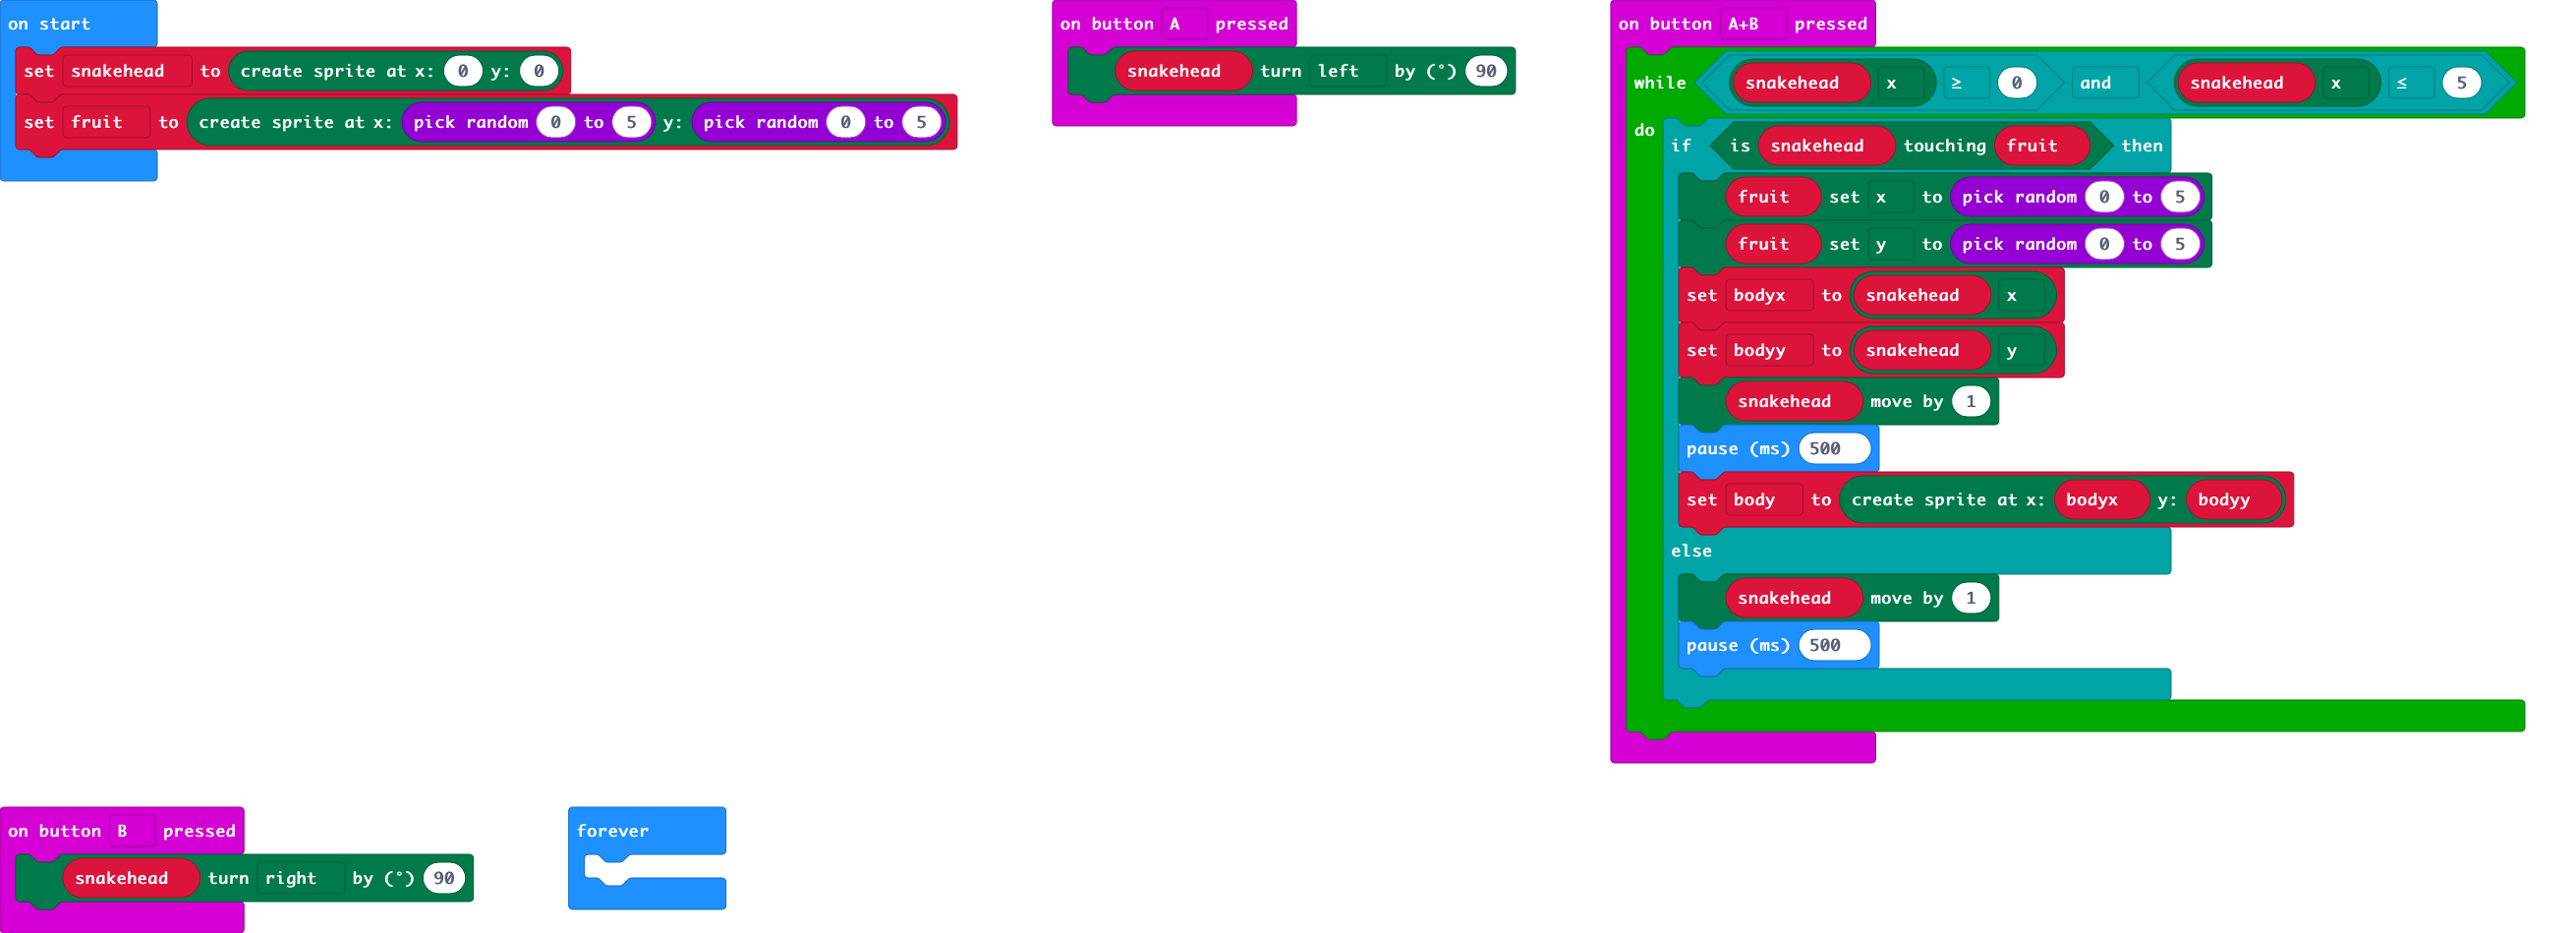 on start
set snakehead to create sprite at x: 0 y: 0
set fruit to create sprite at x: pick random 0 to 5 y: pick random 0 to 5
on button A pressed
snakehead turn left by (°) 90
on button A+B pressed
while snakehead x ≥ 0 and snakehead x ≤ 5
do
if is snakehead touching fruit then
fruit set x to pick random 0 to 5
fruit set y to pick random 0 to 5
set bodyx to snakehead x
set bodyy to snakehead y
snakehead move by 1
pause (ms) 500
set body to create sprite at x: bodyx y: bodyy
else
snakehead move by 1
pause (ms) 500
on button B pressed
snakehead turn right by (°) 90
forever